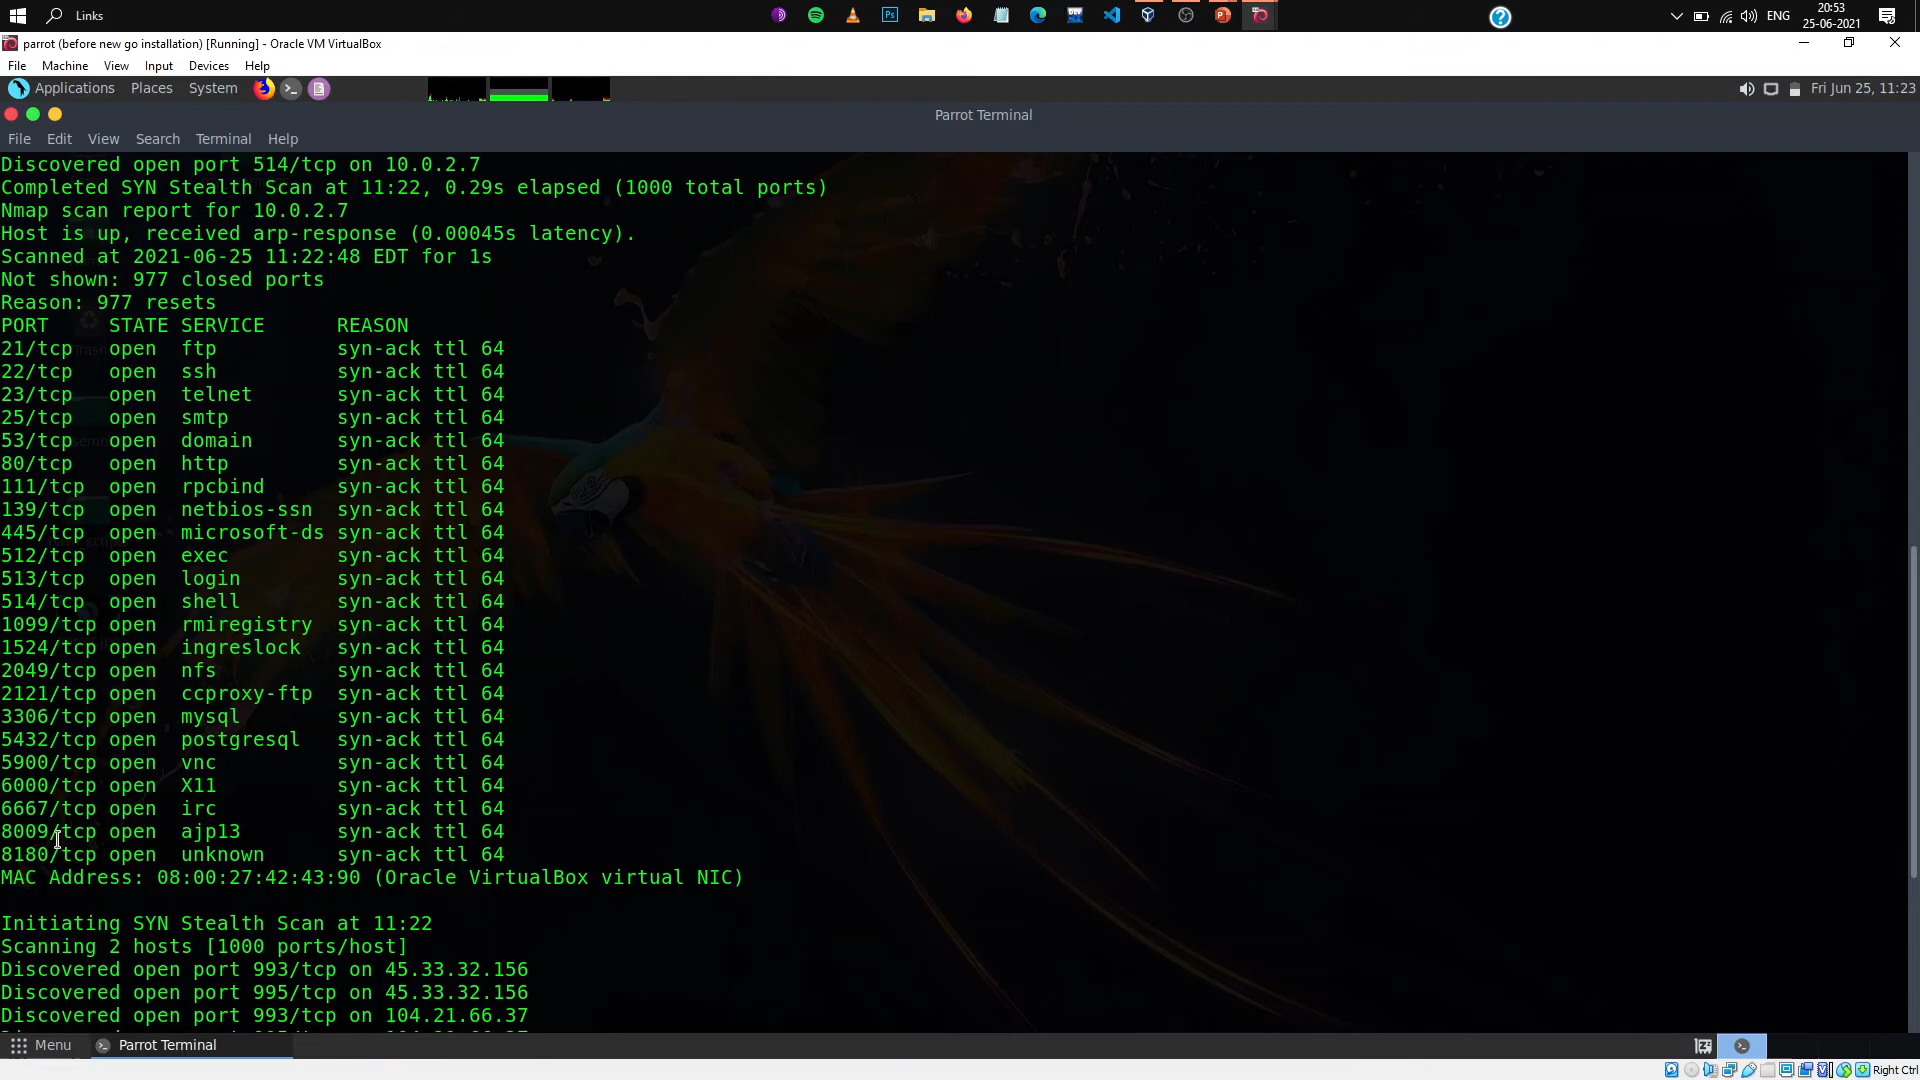 Links
ENG
20:53
25-06-2021
parrot (before new go installation) [Running] - Oracle VM VirtualBox
File Machine View Input Devices Help
Applications Places System
Fri Jun 25, 11:23
Parrot Terminal
File Edit View Search Terminal Help
Discovered open port 514/tcp on 10.0.2.7
Completed SYN Stealth Scan at 11:22, 0.29s elapsed (1000 total ports)
Nmap scan report for 10.0.2.7
Host is up, received arp-response (0.00045s latency).
Scanned at 2021-06-25 11:22:48 EDT for 1s
Not shown: 977 closed ports
Reason: 977 resets
PORT STATE SERVICE REASON
21/tcp open ftp syn-ack ttl 64
22/tcp open ssh syn-ack ttl 64
23/tcp open telnet syn-ack ttl 64
25/tcp open smtp syn-ack ttl 64
53/tcp open domain syn-ack ttl 64
80/tcp open http syn-ack ttl 64
111/tcp open rpcbind syn-ack ttl 64
139/tcp open netbios-ssn syn-ack ttl 64
445/tcp open microsoft-ds syn-ack ttl 64
512/tcp open exec syn-ack ttl 64
513/tcp open login syn-ack ttl 64
514/tcp open shell syn-ack ttl 64
1099/tcp open rmiregistry syn-ack ttl 64
1524/tcp open ingreslock syn-ack ttl 64
2049/tcp open nfs syn-ack ttl 64
2121/tcp open ccproxy-ftp syn-ack ttl 64
3306/tcp open mysql syn-ack ttl 64
5432/tcp open postgresql syn-ack ttl 64
5900/tcp open vnc syn-ack ttl 64
6000/tcp open X11 syn-ack ttl 64
6667/tcp open irc syn-ack ttl 64
8009/tcp open ajp13 syn-ack ttl 64
8180/tcp open unknown syn-ack ttl 64
MAC Address: 08:00:27:42:43:90 (Oracle VirtualBox virtual NIC)
Initiating SYN Stealth Scan at 11:22
Scanning 2 hosts [1000 ports/host]
Discovered open port 993/tcp on 45.33.32.156
Discovered open port 995/tcp on 45.33.32.156
Discovered open port 993/tcp on 104.21.66.37
Menu Parrot Terminal
Right Ctrl